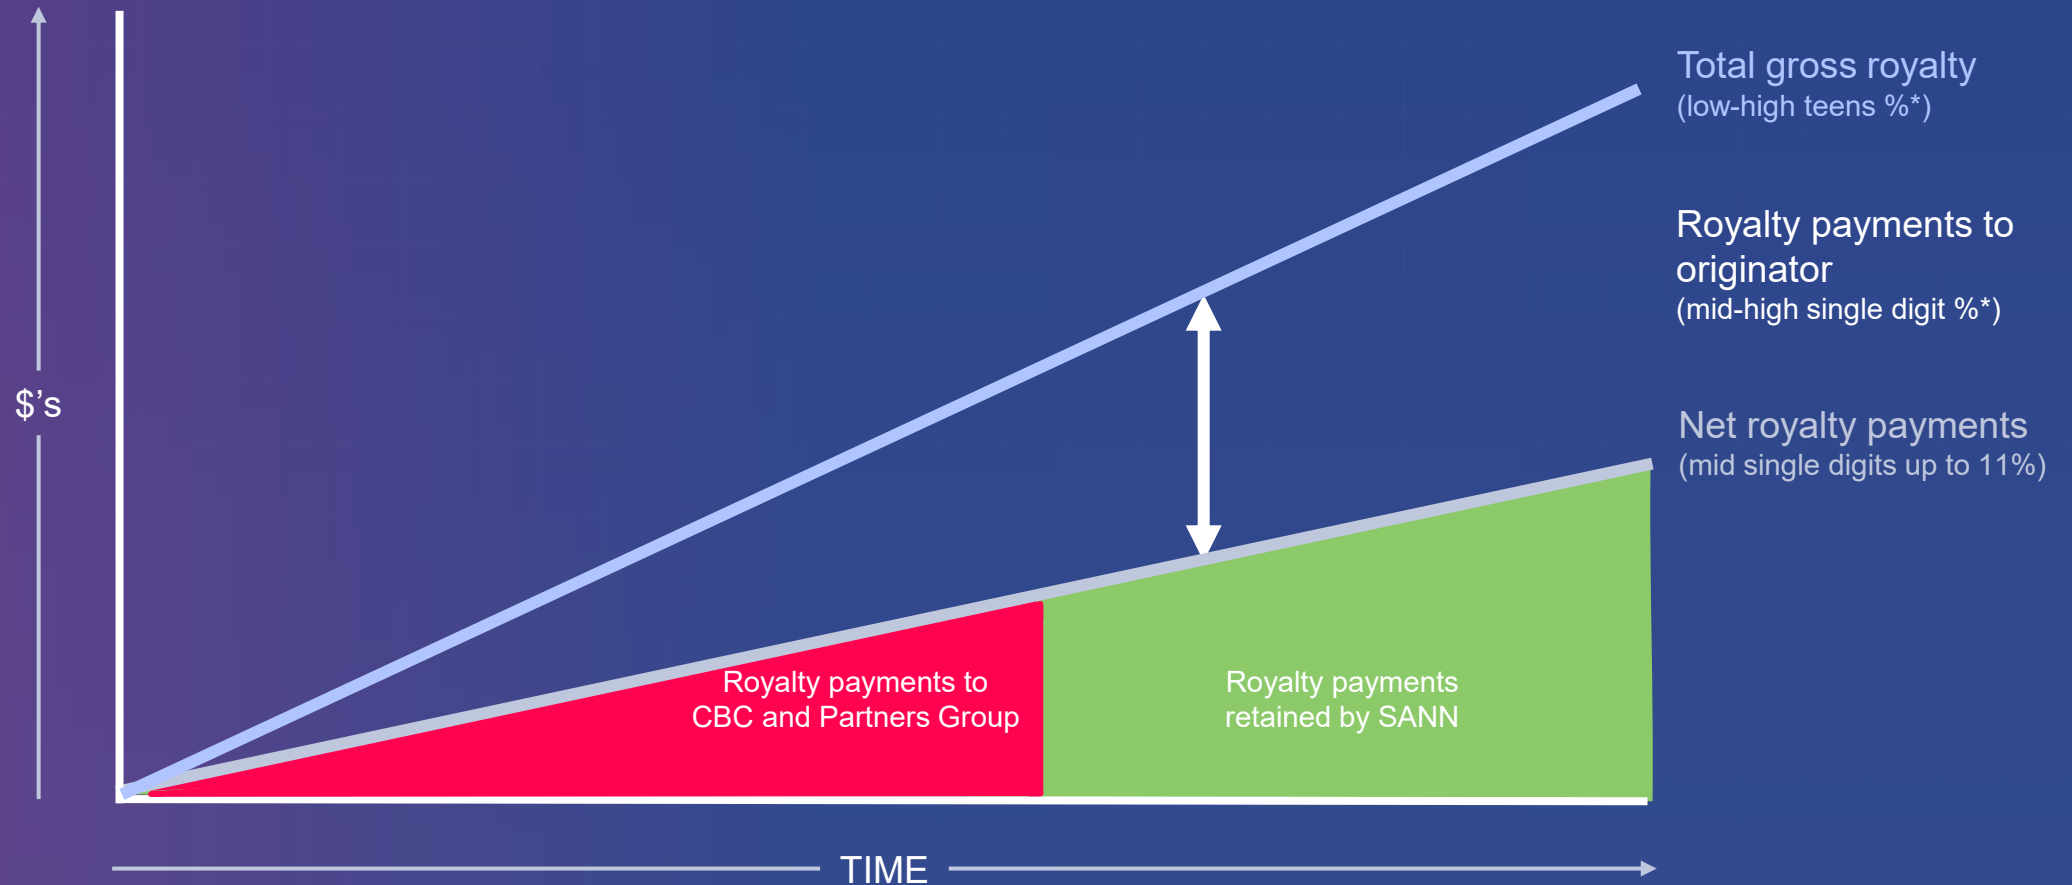 Total gross royalty
(low-high teens %*)
Royalty payments to
originator
(mid-high single digit %*)
$’s
Net royalty payments
(mid single digits up to 11%)
Royalty payments to
CBC and Partners Group
Royalty payments
retained by SANN
TIME